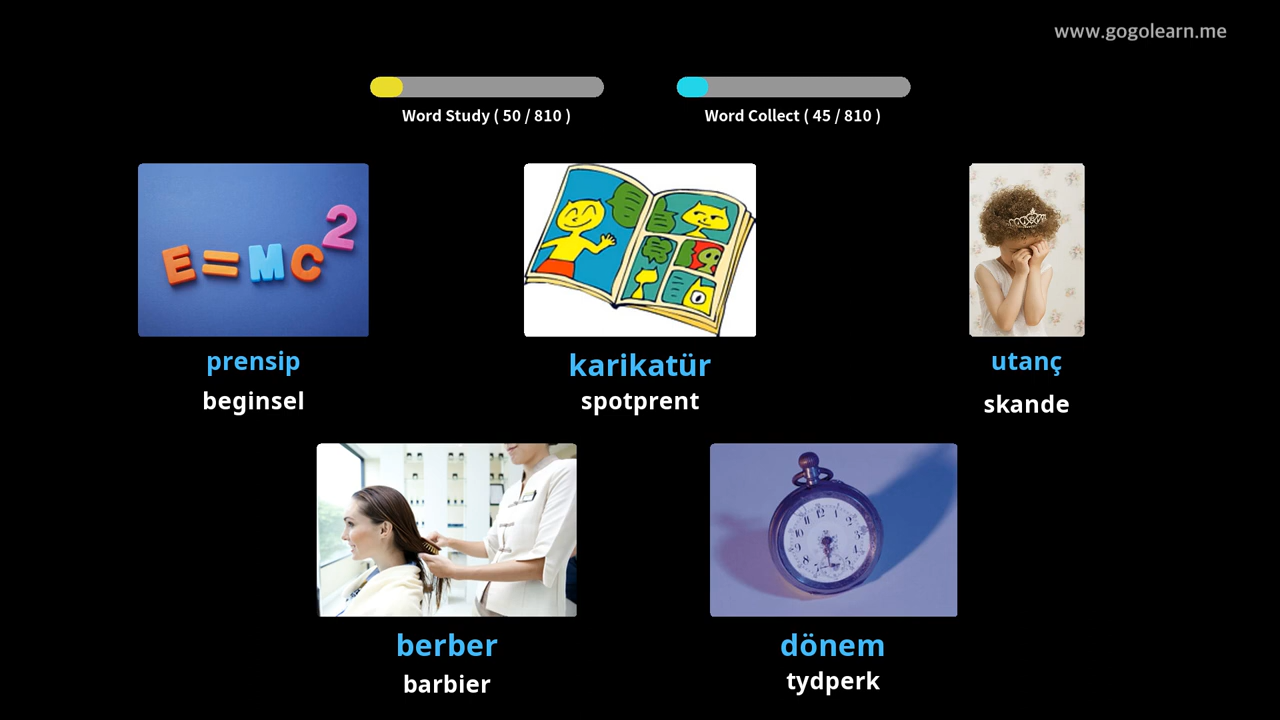 www.gogolearn.me
Word Study ( 50 / 810 )
Word Collect ( 45 / 810 )
E=MC2
prensip
beginsel
karikatür
spotprent
utanç
skande
berber
barbier
dönem
tydperk